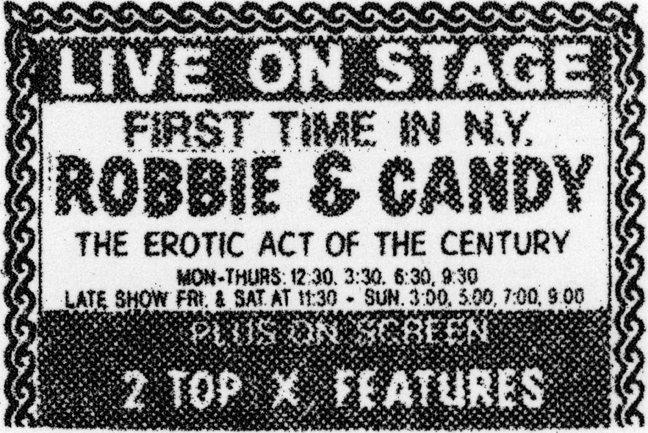 LIVE ON STAGE
FIRST TIME IN N.Y.
ROBBIE & CANDY
THE EROTIC ACT OF THE CENTURY
MON-THURS: 12:30, 3:30, 6:30, 9:30
LATE SHOW FRI. & SAT AT 11:30 - SUN. 3:00, 5:00, 7:00, 9:00
PLUS ON SCREEN
2 TOP X FEATURES